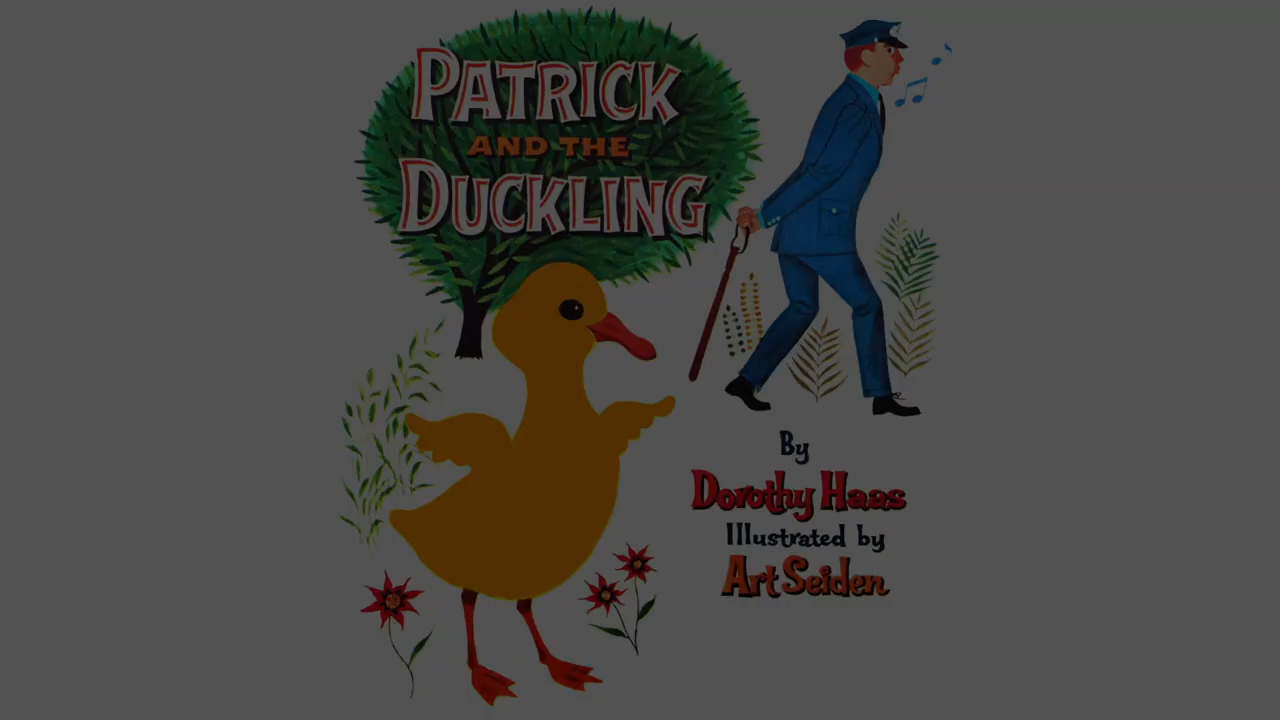 PATRICK
AND THE
DUCKLING
By
Dorothy Haas
Illustrated by
Art Seiden